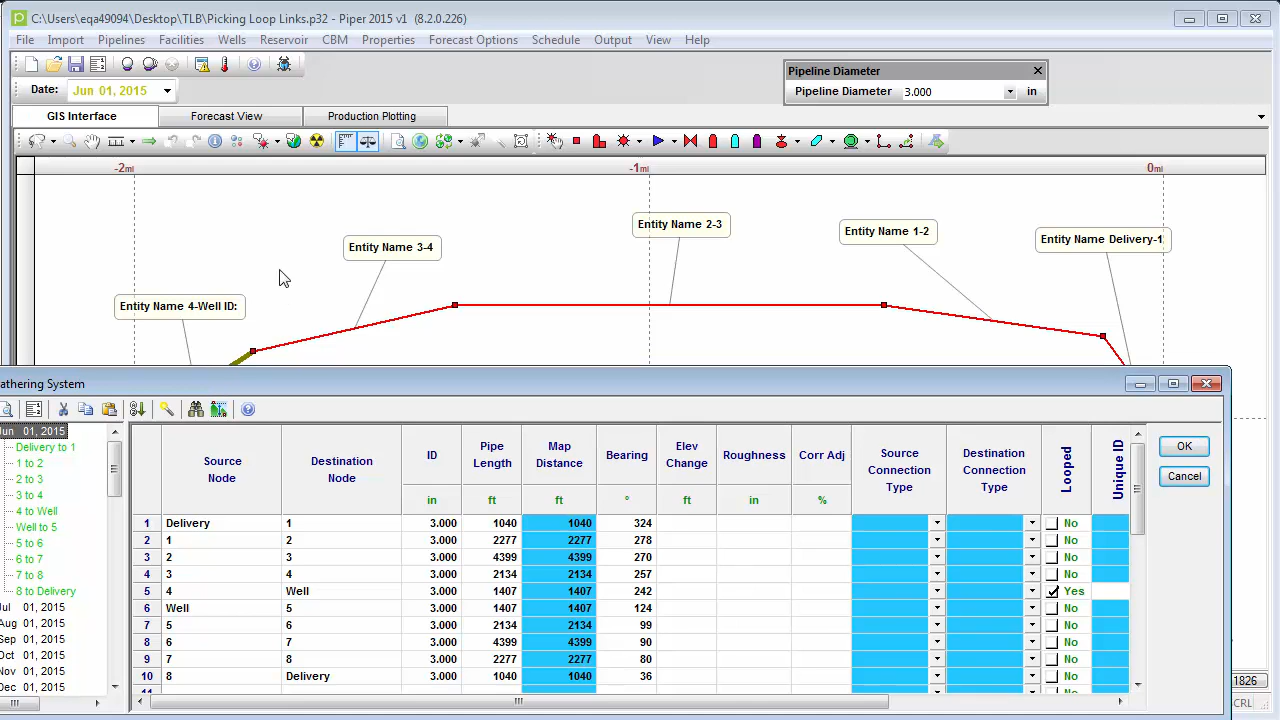 C:\Users\eqa49094\Desktop\TLB\Picking Loop Links.p32 - Piper 2015 v1  (8.2.0.226)
File Import Pipelines Facilities Wells Reservoir CBM Properties Forecast Options Schedule Output View Help
Date: Jun 01, 2015
Pipeline Diameter
Pipeline Diameter 3.000 in
GIS Interface Forecast View Production Plotting
-2mi -1mi 0mi
Entity Name 2-3
Entity Name 1-2
Entity Name Delivery-1
Entity Name 3-4
Entity Name 4-Well ID:
athering System
Jun 01, 2015
Delivery to 1
1 to 2
2 to 3
3 to 4
4 to Well
Well to 5
5 to 6
6 to 7
7 to 8
8 to Delivery
Jul 01, 2015
Aug 01, 2015
Sep 01, 2015
Oct 01, 2015
Nov 01, 2015
Dec 01, 2015
Source Node Destination Node ID Pipe Length Map Distance Bearing Elev Change Roughness Corr Adj Source Connection Type Destination Connection Type Looped Unique ID
in ft ft ° ft in %
1 Delivery 1 3.000 1040 1040 324 No
2 1 2 3.000 2277 2277 278 No
3 2 3 3.000 4399 4399 270 No
4 3 4 3.000 2134 2134 257 No
5 4 Well 3.000 1407 1407 242 Yes
6 Well 5 3.000 1407 1407 124 No
7 5 6 3.000 2134 2134 99 No
8 6 7 3.000 4399 4399 90 No
9 7 8 3.000 2277 2277 80 No
10 8 Delivery 3.000 1040 1040 36 No
11 No
OK
Cancel
1826
CRL